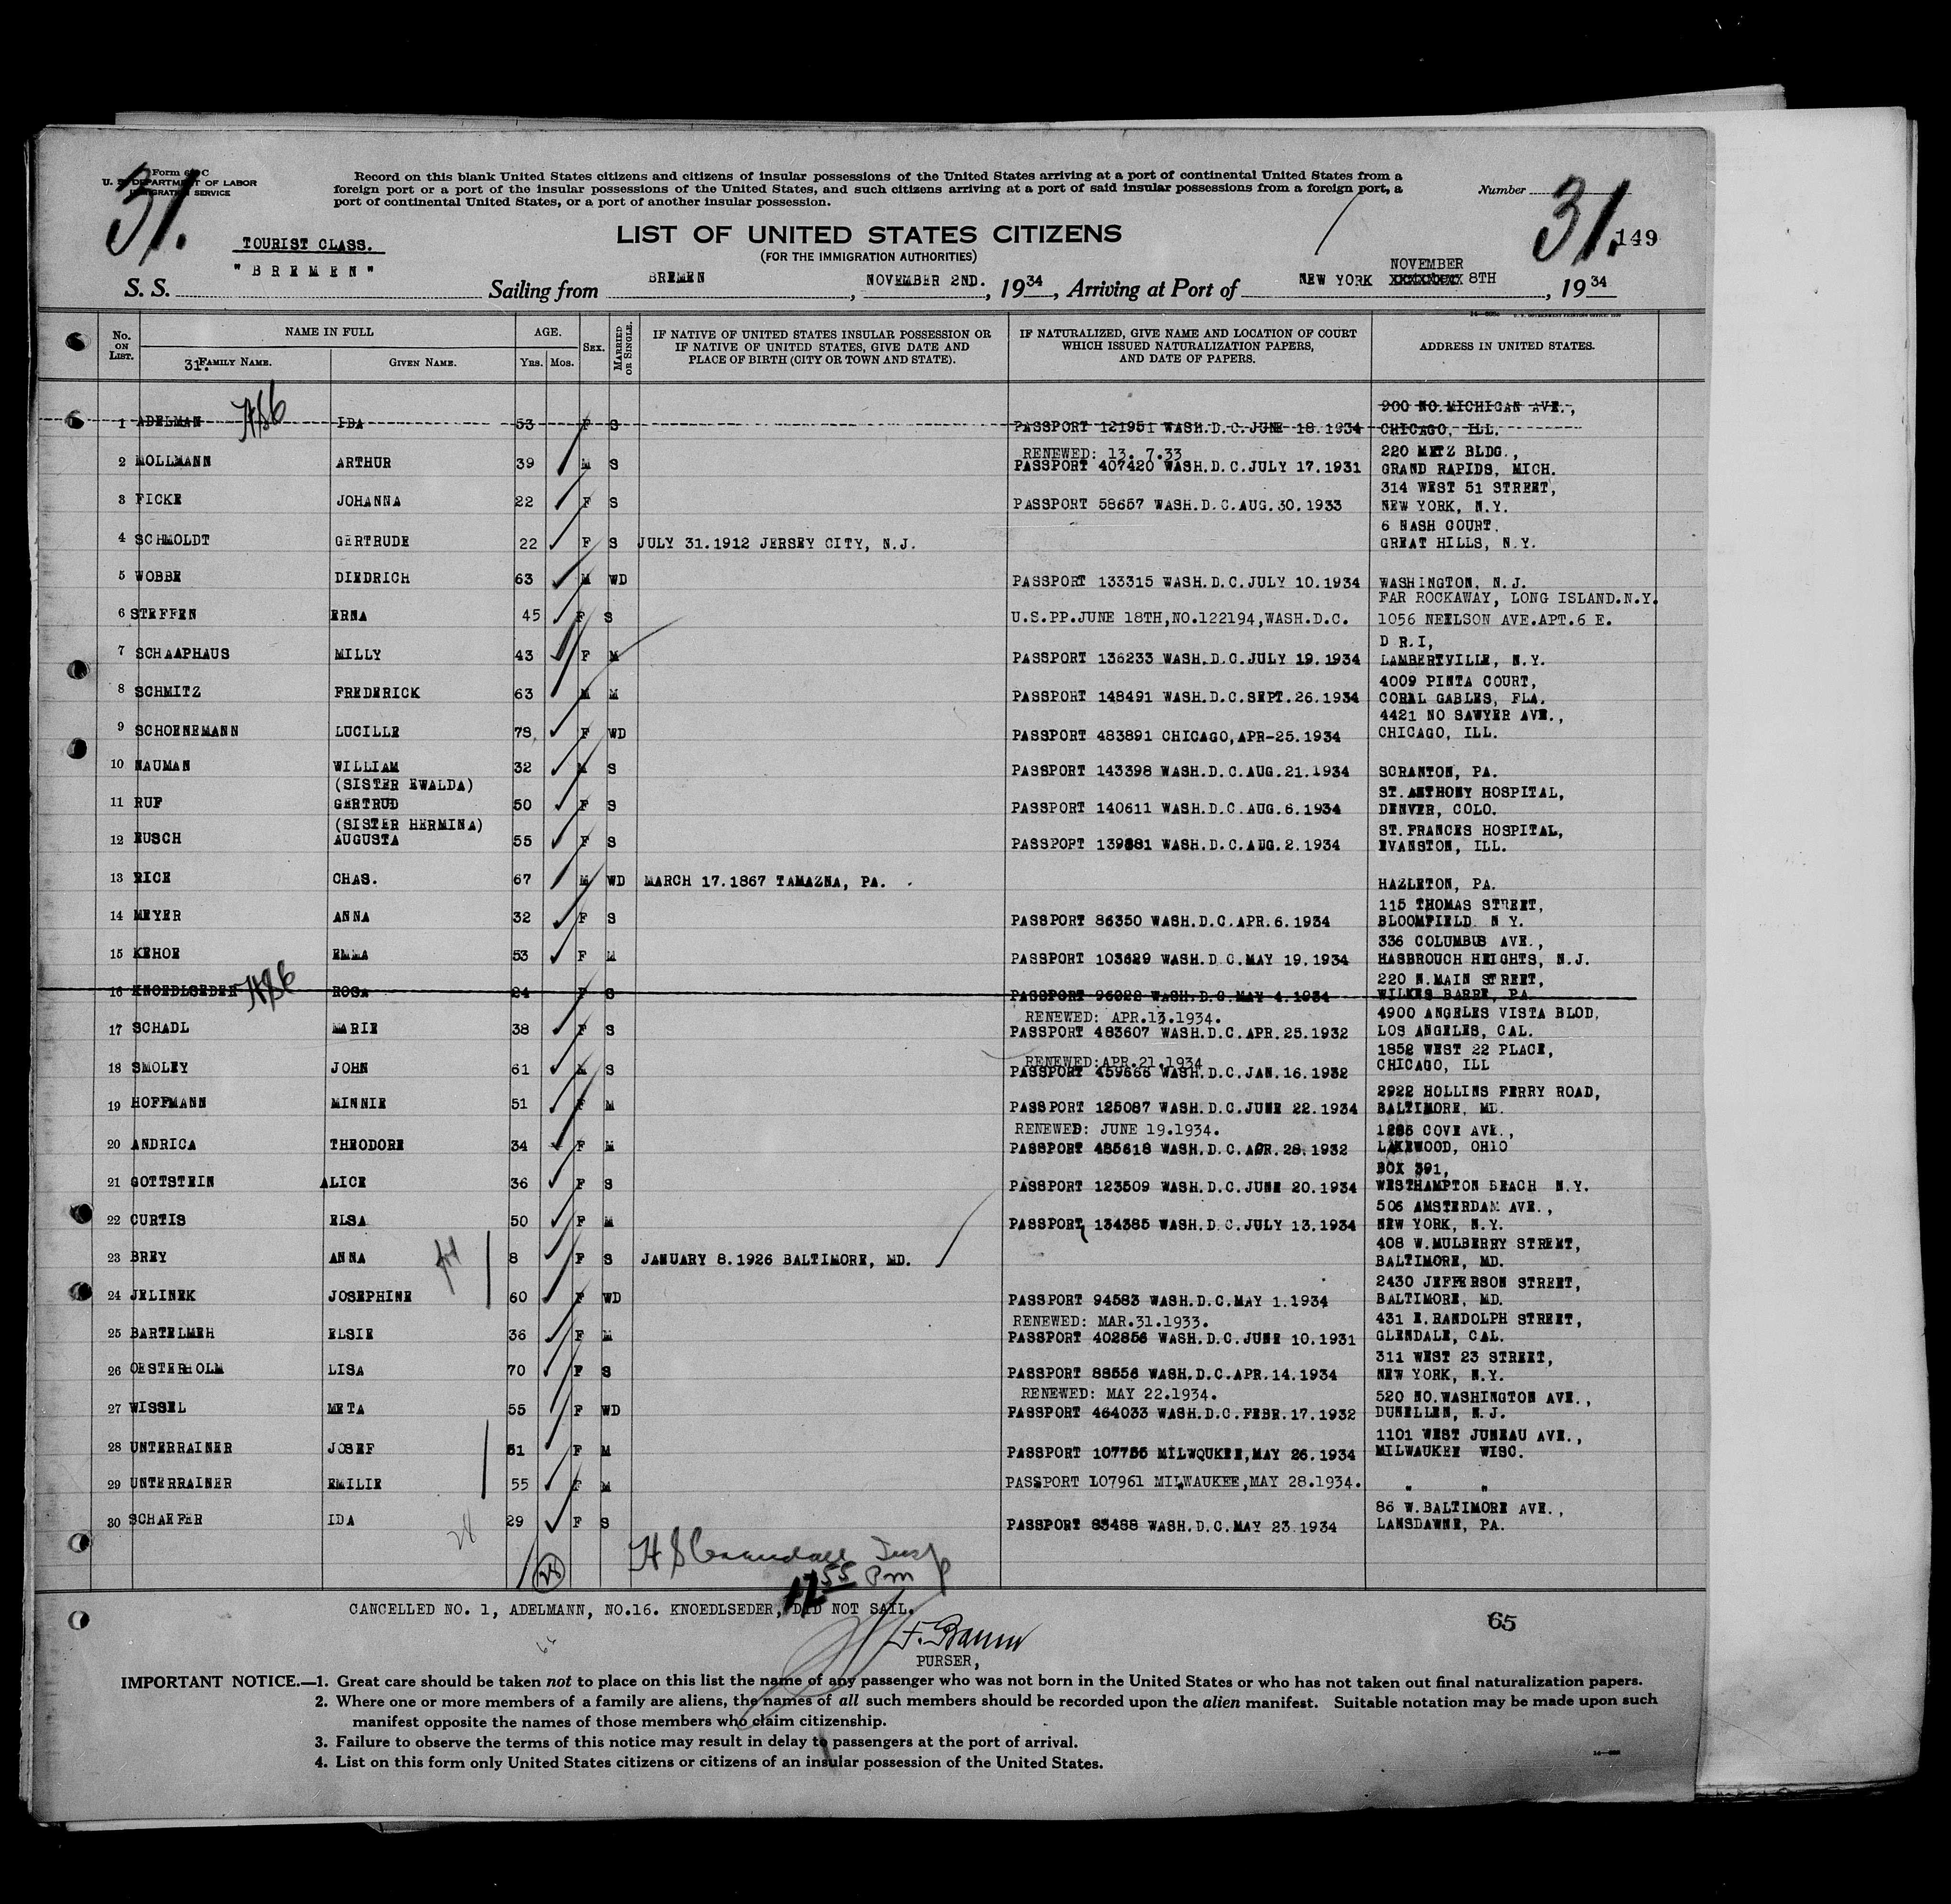 Form 630 C
U. S. DEPARTMENT OF LABOR
IMMIGRATION SERVICE
31.
Record on this blank United States citizens and citizens of insular possessions of the United States arriving at a port of continental United States from a
foreign port or a port of the insular possessions of the United States, and such citizens arriving at a port of said insular possessions from a foreign port, a
port of continental United States, or a port of another insular possession.
Number
31.
149
TOURIST CLASS.
LIST OF UNITED STATES CITIZENS
(FOR THE IMMIGRATION AUTHORITIES)
S. S. "BREMEN" Sailing from BREMEN, NOVEMBER 2ND., 1934, Arriving at Port of NEW YORK NOVEMBER 8TH, 1934
No. ON LIST. NAME IN FULL AGE. SEX. MARRIED OR SINGLE. IF NATIVE OF UNITED STATES INSULAR POSSESSION OR IF NATIVE OF UNITED STATES, GIVE DATE AND PLACE OF BIRTH (CITY OR TOWN AND STATE). IF NATURALIZED, GIVE NAME AND LOCATION OF COURT WHICH ISSUED NATURALIZATION PAPERS, AND DATE OF PAPERS. ADDRESS IN UNITED STATES.
31. FAMILY NAME. GIVEN NAME. Yrs. Mos.
900 NO.MICHIGAN AVE.,
1 ADELMAN IDA 53 F S PASSPORT 121951 WASH.D.C.JUNE 18.1934 CHICAGO, ILL.
RENEWED: 13. 7.33 220 METZ BLDG.,
2 MOLLMANN ARTHUR 39 M S PASSPORT 407420 WASH.D.C.JULY 17.1931 GRAND RAPIDS, MICH.
314 WEST 51 STREET,
3 FICKE JOHANNA 22 F S PASSPORT 58657 WASH.D.C.AUG.30.1933 NEW YORK, N.Y.
6 NASH COURT.
4 SCHMOLDT GERTRUDE 22 F S JULY 31.1912 JERSEY CITY, N.J. GREAT HILLS, N.Y.
5 WOBBE DIEDRICH 63 M WD PASSPORT 133315 WASH.D.C.JULY 10.1934 WASHINGTON, N.J.
FAR ROCKAWAY, LONG ISLAND.N.Y.
6 STEFFEN ERNA 45 F S U.S.PP.JUNE 18TH,NO.122194,WASH.D.C. 1056 NEELSON AVE.APT.6 E.
D R.I,
7 SCHAAPHAUS MILLY 43 F M PASSPORT 136233 WASH.D.C.JULY 19.1934 LAMBERTVILLE, N.Y.
4009 PINTA COURT,
8 SCHMITZ FREDERICK 63 M M PASSPORT 148491 WASH.D.C.SEPT.26.1934 CORAL GABLES, FLA.
4421 NO SAWYER AVE.,
9 SCHOENEMANN LUCILLE 73 F WD PASSPORT 483891 CHICAGO,APR-25.1934 CHICAGO, ILL.
10 NAUMAN WILLIAM 32 M S PASSPORT 143398 WASH.D.C.AUG.21.1934 SCRANTON, PA.
(SISTER EWALDA) ST.ANTHONY HOSPITAL,
11 RUF GERTRUD 50 F S PASSPORT 140611 WASH.D.C.AUG.6.1934 DENVER, COLO.
(SISTER HERMINA) ST.FRANCES HOSPITAL,
12 RUSCH AUGUSTA 55 F S PASSPORT 139881 WASH.D.C.AUG.2.1934 EVANSTON, ILL.
13 RICE CHAS. 67 M WD MARCH 17.1867 TAMAZNA, PA. HAZLETON, PA.
115 THOMAS STREET,
14 MEYER ANNA 32 F S PASSPORT 86350 WASH.D.C.APR.6.1934 BLOOMFIELD N Y.
336 COLUMBUS AVE.,
15 KEHOE EMMA 53 F M PASSPORT 103629 WASH.D.C.MAY 19.1934 HASBROUCH HEIGHTS, N.J.
220 N.MAIN STREET,
16 KNOEDLSEDER ROSA 24 F S PASSPORT 96022 WASH.D.C.MAY 4.1934 WILKES BARRE, PA.
RENEWED: APR.13.1934. 4900 ANGELES VISTA BLOD.
17 SCHADL MARIE 38 F S PASSPORT 483607 WASH.D.C.APR.25.1932 LOS ANGELES, CAL.
RENEWED:APR.21.1934 1852 WEST 22 PLACE,
18 SMOLEY JOHN 61 M S PASSPORT 459666 WASH.D.C.JAN.16.1932 CHICAGO, ILL
2922 HOLLINS FERRY ROAD,
19 HOFFMANN MINNIE 51 F M PASSPORT 125087 WASH.D.C.JUNE 22.1934 BALTIMORE, MD.
RENEWED: JUNE 19.1934. 1285 COVE AVE.,
20 ANDRICA THEODORE 34 F M PASSPORT 485618 WASH.D.C.APR.28.1932 LAKEWOOD, OHIO
BOX 391,
21 GOTTSTEIN ALICE 36 F S PASSPORT 123509 WASH.D.C.JUNE 20.1934 WESTHAMPTON BEACH N.Y.
506 AMSTERDAM AVE.,
22 CURTIS ELSA 50 F M PASSPORT 134385 WASH.D.C.JULY 13.1934 NEW YORK, N.Y.
408 W.MULBERRY STREET,
23 BREY ANNA 8 F S JANUARY 8.1926 BALTIMORE, MD. BALTIMORE, MD.
2430 JEFFERSON STREET,
24 JELINEK JOSEPHINE 60 F WD PASSPORT 94583 WASH.D.C.MAY 1.1934 BALTIMORE, MD.
RENEWED: MAR.31.1933. 431 E.RANDOLPH STREET,
25 BARTELMEH ELSIE 36 F M PASSPORT 402856 WASH.D.C.JUNE 10.1931 GLENDALE, CAL.
311 WEST 23 STREET,
26 OESTERHOLM LISA 70 F S PASSPORT 88556 WASH.D.C.APR.14.1934 NEW YORK, N.Y.
RENEWED: MAY 22.1934. 520 NO.WASHINGTON AVE.,
27 WISSEL META 55 F WD PASSPORT 464033 WASH.D.C.FEBR.17.1932 DUNELLEN, N.J.
1101 WEST JUNEAU AVE.,
28 UNTERRAINER JOSEF 51 F M PASSPORT 107755 MILWQUKEE,MAY 26.1934 MILWAUKEE WISC.
29 UNTERRAINER EMILIE 55 F M PASSPORT 107961 MILWAUKEE,MAY 28.1934. " "
86 W.BALTIMORE AVE.,
30 SCHAEFER IDA 29 F S PASSPORT 83488 WASH.D.C.MAY 23.1934 LANSDAWNE, PA.
28
H S Crandall Insp
12 55 Pm
CANCELLED NO. 1, ADELMANN, NO.16. KNOEDLSEDER, DID NOT SAIL.
65
PURSER,
IMPORTANT NOTICE.—1. Great care should be taken not to place on this list the name of any passenger who was not born in the United States or who has not taken out final naturalization papers.
2. Where one or more members of a family are aliens, the names of all such members should be recorded upon the alien manifest. Suitable notation may be made upon such
manifest opposite the names of those members who claim citizenship.
3. Failure to observe the terms of this notice may result in delay to passengers at the port of arrival.
4. List on this form only United States citizens or citizens of an insular possession of the United States.